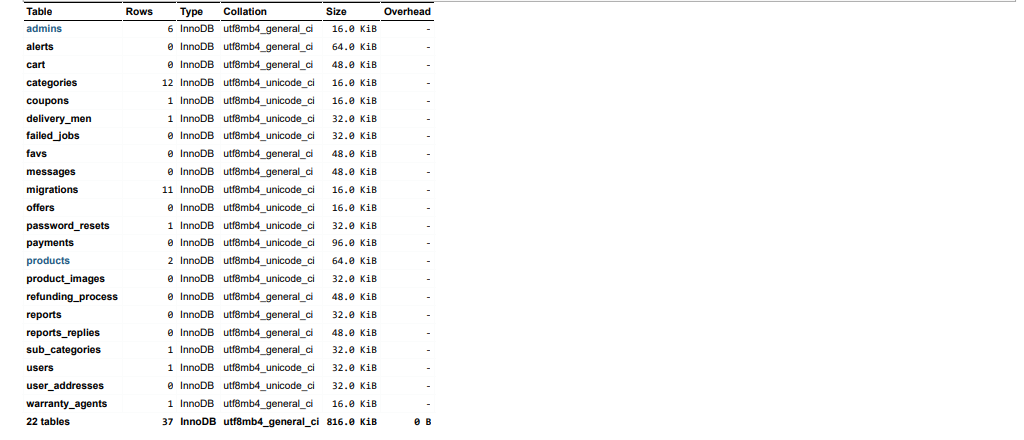 Table Rows Type Collation Size Overhead
admins 6 InnoDB utf8mb4_general_ci 16.0 KiB -
alerts 0 InnoDB utf8mb4_general_ci 64.0 KiB -
cart 0 InnoDB utf8mb4_general_ci 48.0 KiB -
categories 12 InnoDB utf8mb4_unicode_ci 16.0 KiB -
coupons 1 InnoDB utf8mb4_general_ci 16.0 KiB -
delivery_men 1 InnoDB utf8mb4_general_ci 32.0 KiB -
failed_jobs 0 InnoDB utf8mb4_unicode_ci 32.0 KiB -
favs 0 InnoDB utf8mb4_general_ci 48.0 KiB -
messages 0 InnoDB utf8mb4_general_ci 48.0 KiB -
migrations 11 InnoDB utf8mb4_unicode_ci 16.0 KiB -
offers 0 InnoDB utf8mb4_general_ci 16.0 KiB -
password_resets 1 InnoDB utf8mb4_unicode_ci 32.0 KiB -
payments 0 InnoDB utf8mb4_unicode_ci 96.0 KiB -
products 2 InnoDB utf8mb4_unicode_ci 64.0 KiB -
product_images 0 InnoDB utf8mb4_general_ci 32.0 KiB -
refunding_process 0 InnoDB utf8mb4_general_ci 48.0 KiB -
reports 0 InnoDB utf8mb4_general_ci 32.0 KiB -
reports_replies 0 InnoDB utf8mb4_general_ci 48.0 KiB -
sub_categories 1 InnoDB utf8mb4_general_ci 32.0 KiB -
users 1 InnoDB utf8mb4_unicode_ci 32.0 KiB -
user_addresses 0 InnoDB utf8mb4_unicode_ci 32.0 KiB -
warranty_agents 1 InnoDB utf8mb4_general_ci 16.0 KiB -
22 tables 37 InnoDB utf8mb4_general_ci 816.0 KiB 0 B